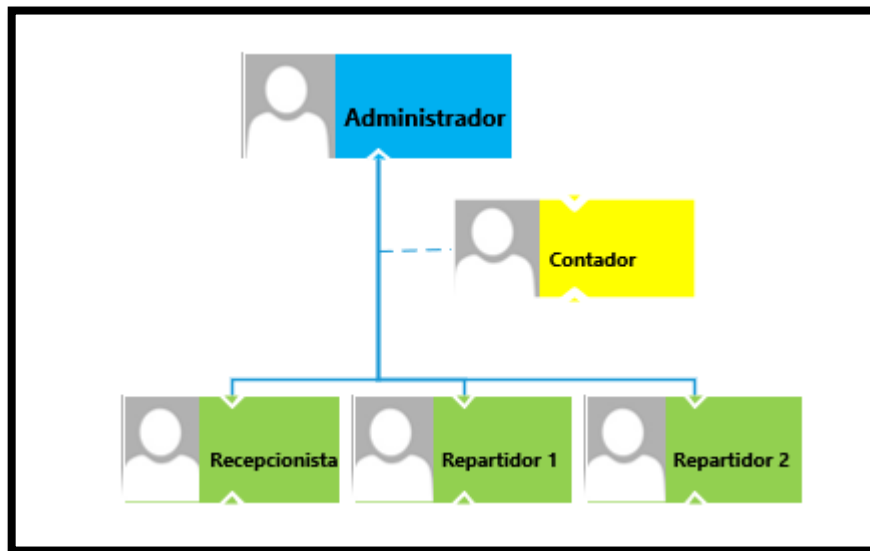 Administrador
Contador
Recepcionista
Repartidor 1
Repartidor 2